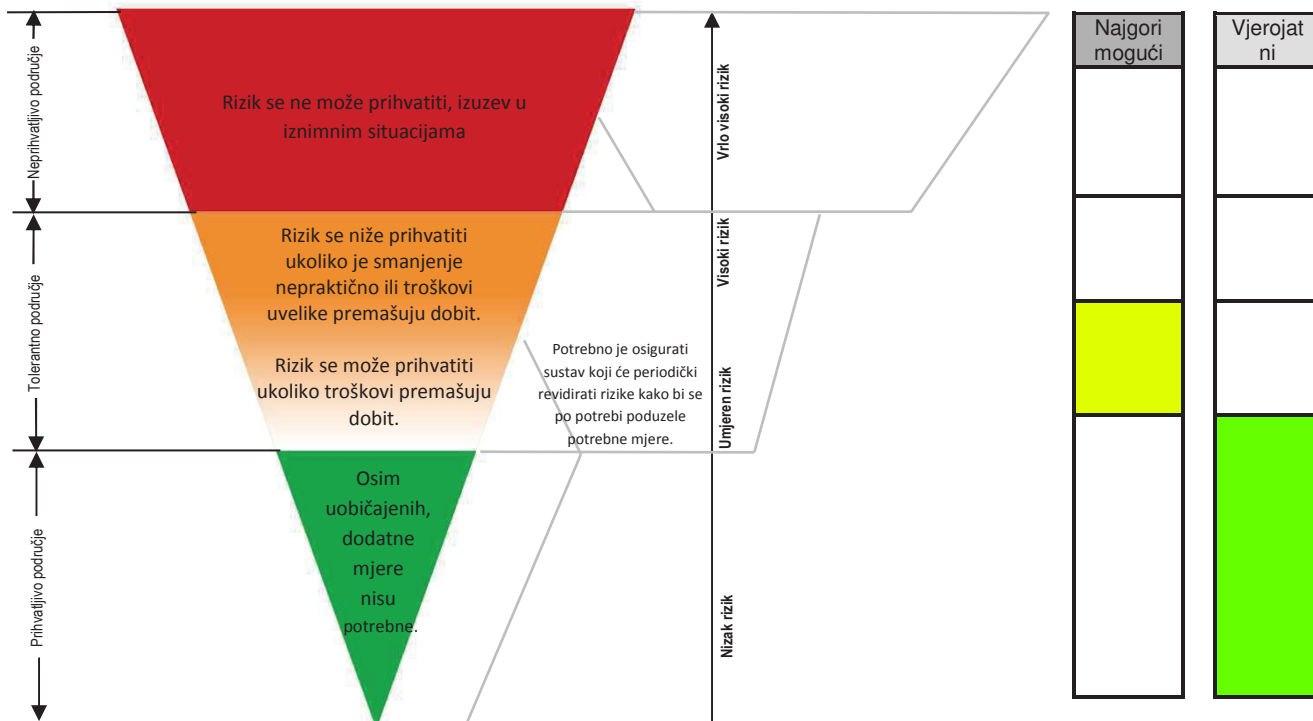 Neprihvatljivo područje
Tolerantno područje
Prihvatljivo područje
Rizik se ne može prihvatiti, izuzev u
iznimnim situacijama
Rizik se niže prihvatiti
ukoliko je smanjenje
nepraktično ili troškovi
uvelike premašuju dobit.
Rizik se može prihvatiti
ukoliko troškovi premašuju
dobit.
Osim
uobičajenih,
dodatne
mjere
nisu
potrebne.
Potrebno je osigurati
sustav koji će periodički
revidirati rizike kako bi se
po potrebi poduzele
potrebne mjere.
Vrlo visoki rizik
Visoki rizik
Umjeren rizik
Nizak rizik
Najgori
mogući
Vjerojat
ni